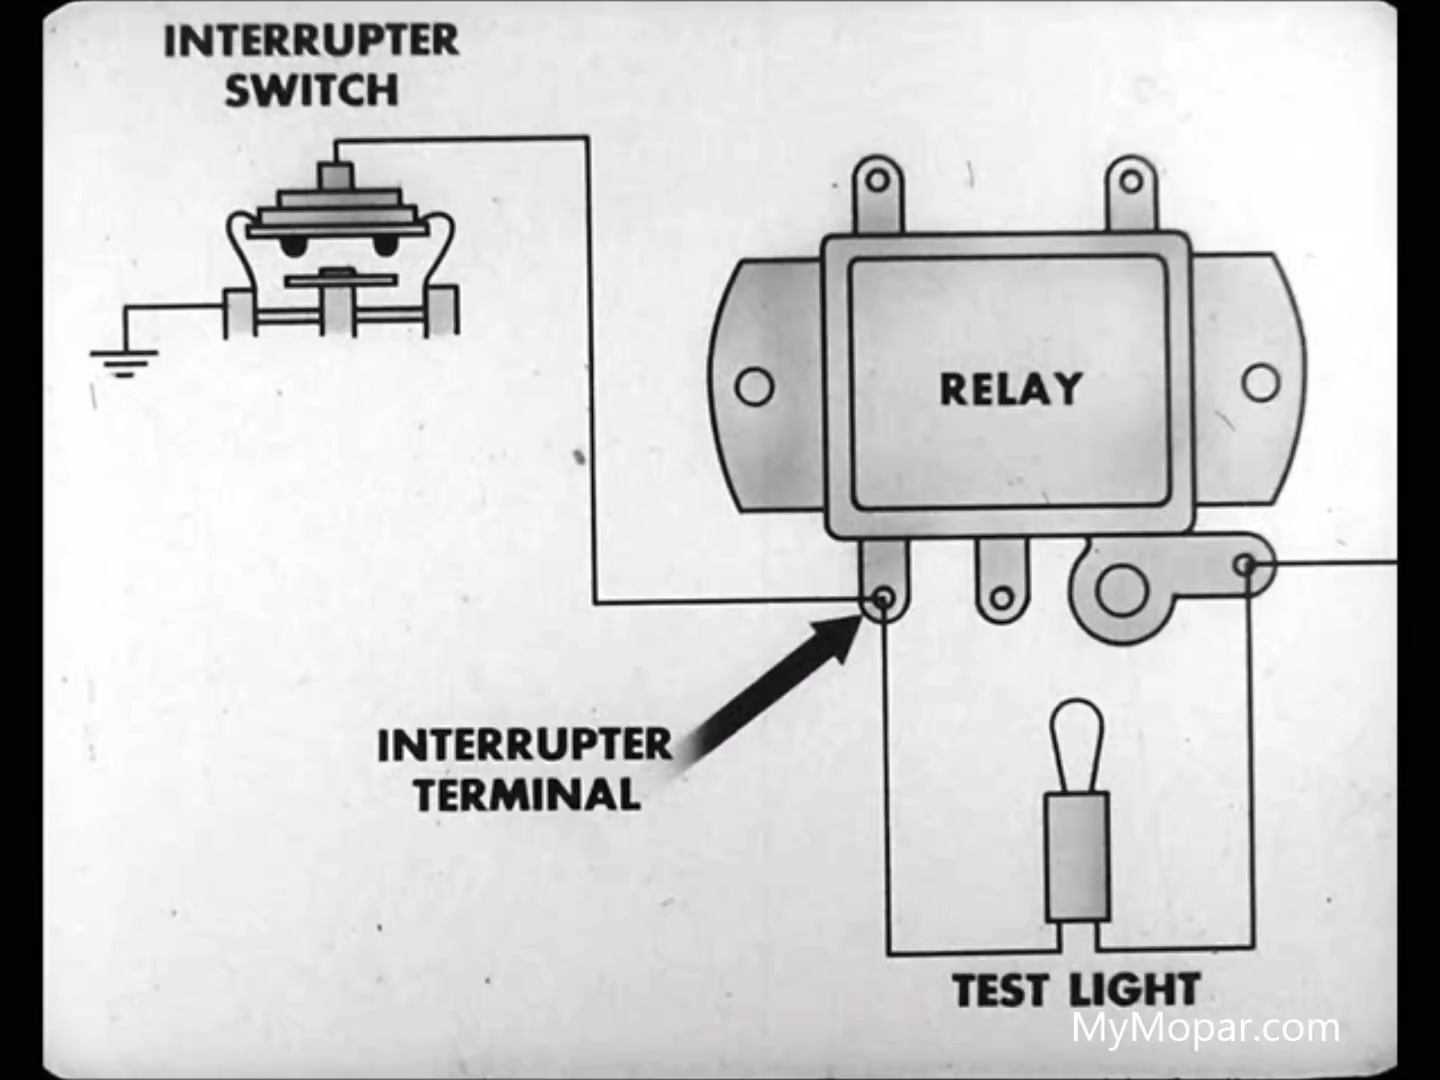 INTERRUPTER
SWITCH
RELAY
INTERRUPTER
TERMINAL
TEST LIGHT
MyMopar.com